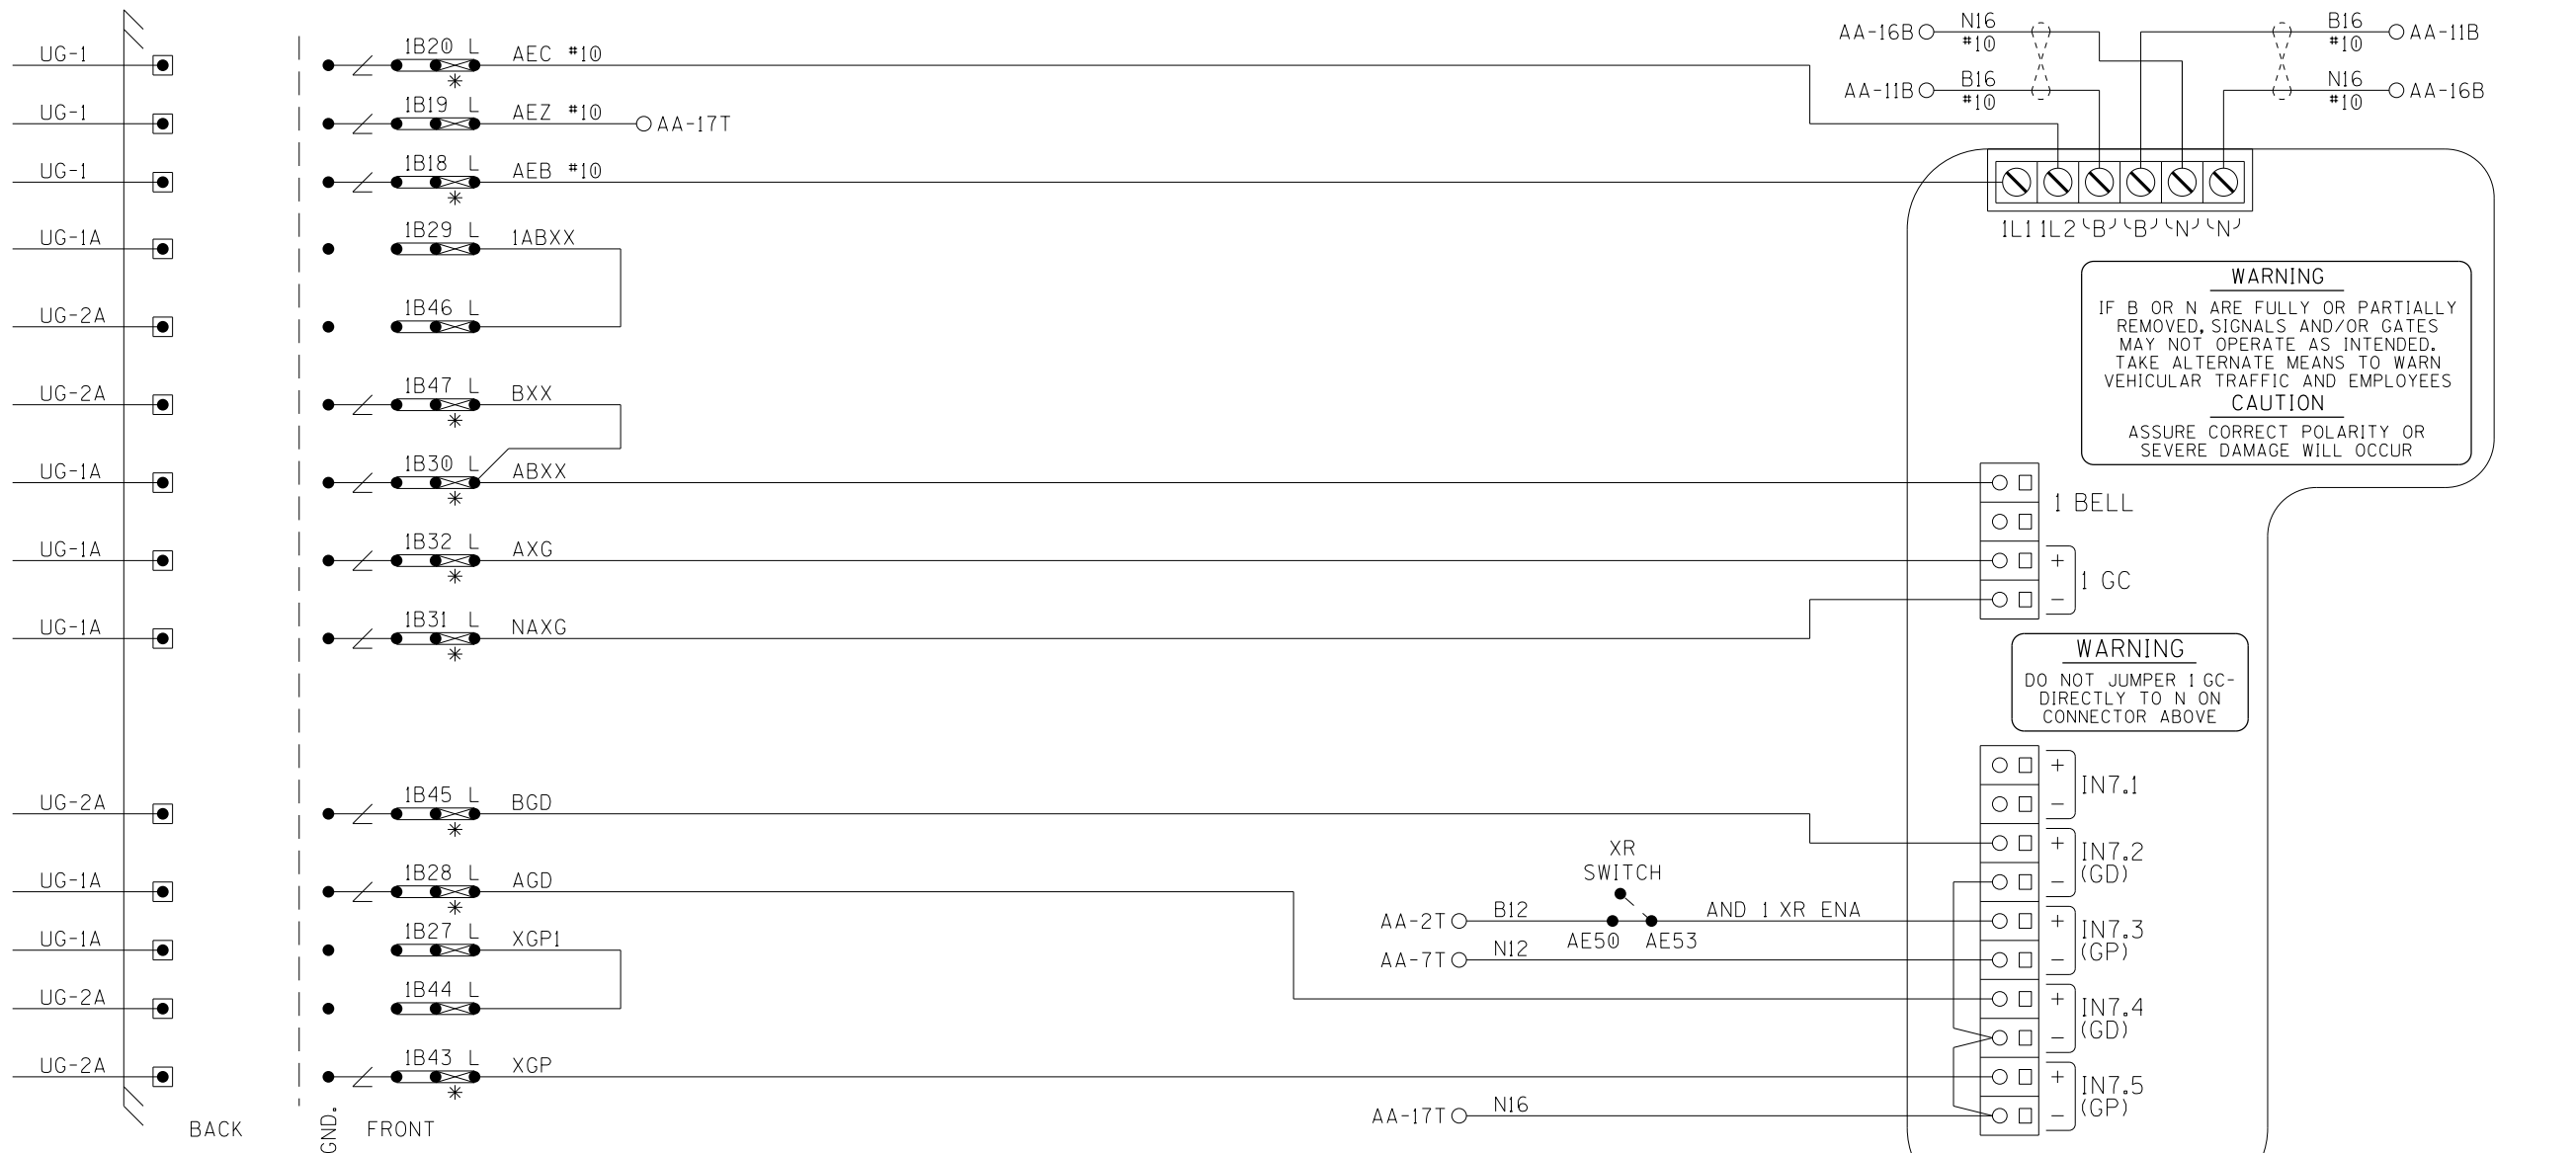 UG-1
1B20 L
*
AEC #10
UG-1
1B19 L
AEZ #10
AA-17T
UG-1
1B18 L
*
AEB #10
UG-1A
1B29 L
1ABXX
UG-2A
1B46 L
UG-2A
1B47 L
*
BXX
UG-1A
1B30 L
*
ABXX
UG-1A
1B32 L
*
AXG
UG-1A
1B31 L
*
NAXG
UG-2A
1B45 L
*
BGD
UG-1A
1B28 L
*
AGD
UG-1A
1B27 L
XGP1
UG-2A
1B44 L
UG-2A
1B43 L
*
XGP
BACK
GND.
FRONT
AA-16B
N16
#10
B16
#10
AA-11B
AA-11B
B16
#10
N16
#10
AA-16B
1L1 1L2 B B N N
WARNING
IF B OR N ARE FULLY OR PARTIALLY
REMOVED, SIGNALS AND/OR GATES
MAY NOT OPERATE AS INTENDED.
TAKE ALTERNATE MEANS TO WARN
VEHICULAR TRAFFIC AND EMPLOYEES
CAUTION
ASSURE CORRECT POLARITY OR
SEVERE DAMAGE WILL OCCUR
1 BELL
+
1 GC
-
WARNING
DO NOT JUMPER 1 GC-
DIRECTLY TO N ON
CONNECTOR ABOVE
+
IN7.1
-
+
IN7.2
(GD)
-
XR
SWITCH
AA-2T
B12
AE50
AE53
AND 1 XR ENA
+
IN7.3
(GP)
-
AA-7T
N12
+
IN7.4
(GD)
-
+
IN7.5
(GP)
-
AA-17T
N16